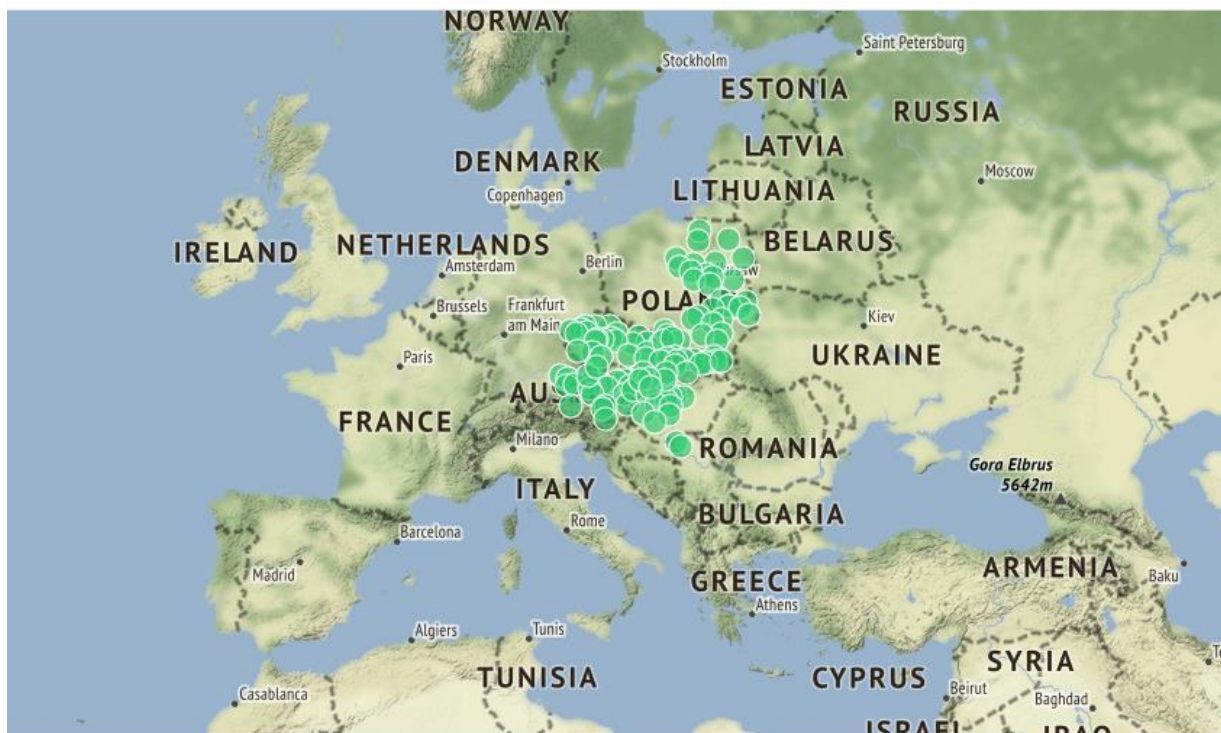 NORWAY
Stockholm
Saint Petersburg
ESTONIA
RUSSIA
LATVIA
DENMARK
Moscow
LITHUANIA
Copenhagen
IRELAND
NETHERLANDS
BELARUS
Amsterdam
Berlin
Brussels
Frankfurt
am Main
Kiev
Paris
UKRAINE
FRANCE
Milano
ROMANIA
Gora Elbrus
5642m
ITALY
BULGARIA
Rome
Barcelona
Madrid
GREECE
ARMENIA
Baku
Athens
Algiers
Tunis
TUNISIA
CYPRUS
SYRIA
Casablanca
Beirut
Baghdad